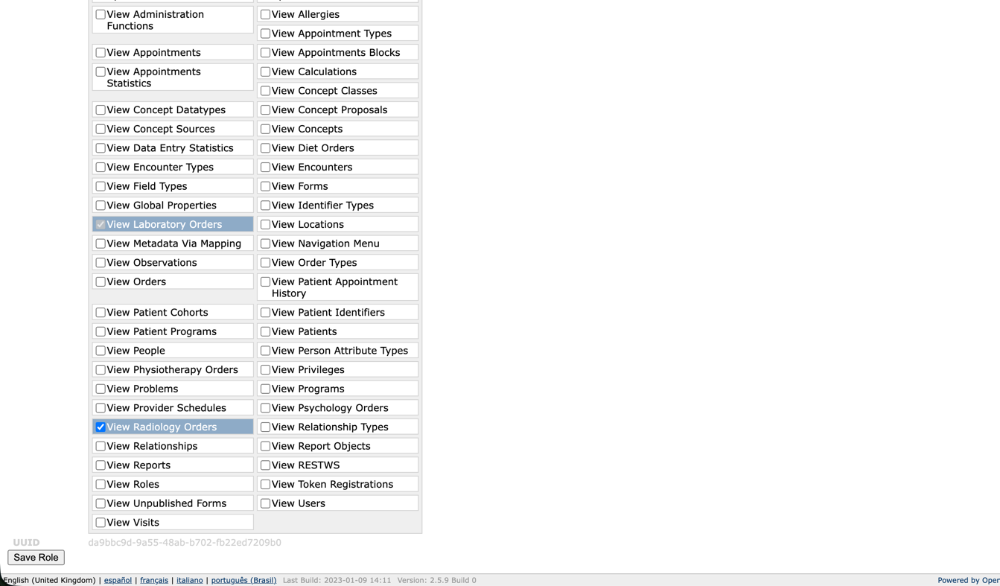 View Administration
Functions
View Allergies
View Appointment Types
View Appointments
View Appointments Blocks
View Appointments
Statistics
View Calculations
View Concept Classes
View Concept Datatypes
View Concept Proposals
View Concept Sources
View Concepts
View Data Entry Statistics
View Diet Orders
View Encounter Types
View Encounters
View Field Types
View Forms
View Global Properties
View Identifier Types
View Laboratory Orders
View Locations
View Metadata Via Mapping
View Navigation Menu
View Observations
View Order Types
View Orders
View Patient Appointment
History
View Patient Cohorts
View Patient Identifiers
View Patient Programs
View Patients
View People
View Person Attribute Types
View Physiotherapy Orders
View Privileges
View Problems
View Programs
View Provider Schedules
View Psychology Orders
View Radiology Orders
View Relationship Types
View Relationships
View Report Objects
View Reports
View RESTWS
View Roles
View Token Registrations
View Unpublished Forms
View Users
View Visits
UUID da9bbc9d-9a55-48ab-b702-fb22ed7209b0
Save Role
English (United Kingdom) | español | français | italiano | português (Brasil) Last Build: 2023-01-09 14:11 Version: 2.5.9 Build 0 Powered by Oper